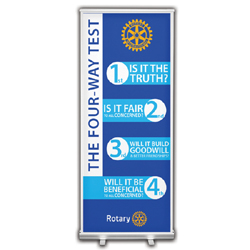 THE FOUR-WAY TEST
1st IS IT THE
TRUTH?
IS IT FAIR 2nd
TO ALL CONCERNED?
3rd WILL IT BUILD
GOODWILL
& BETTER FRIENDSHIPS?
WILL IT BE
BENEFICIAL 4th
TO ALL CONCERNED?
Rotary